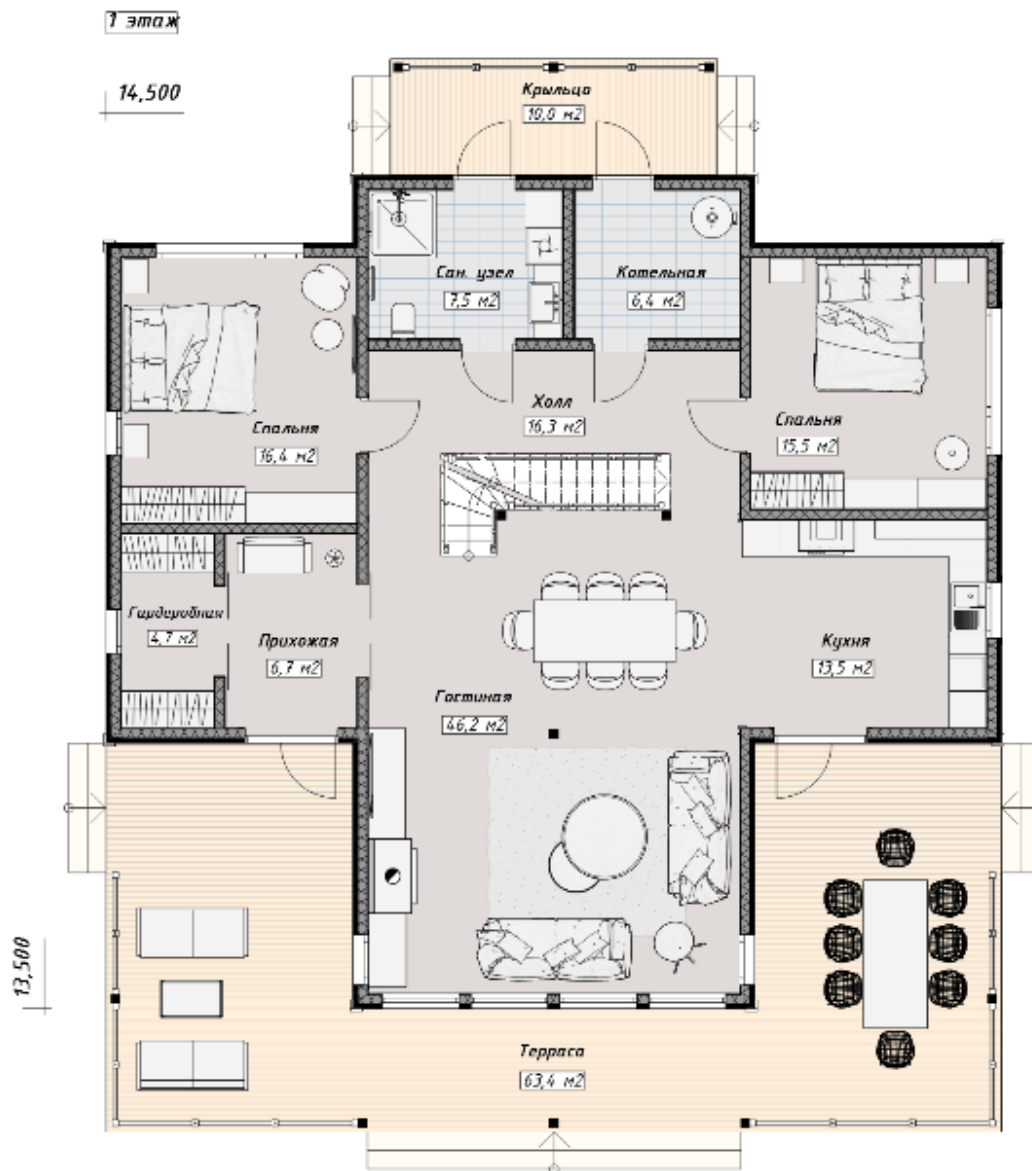 1 этаж
14,500
Крыльцо
10,0 м2
Сан. узел
7,5 м2
Котельная
6,4 м2
Холл
16,3 м2
Спальня
16,4 м2
Спальня
15,5 м2
Гардеробная
4,7 м2
Прихожая
6,7 м2
Кухня
13,5 м2
Гостиная
46,2 м2
13,500
Терраса
63,4 м2